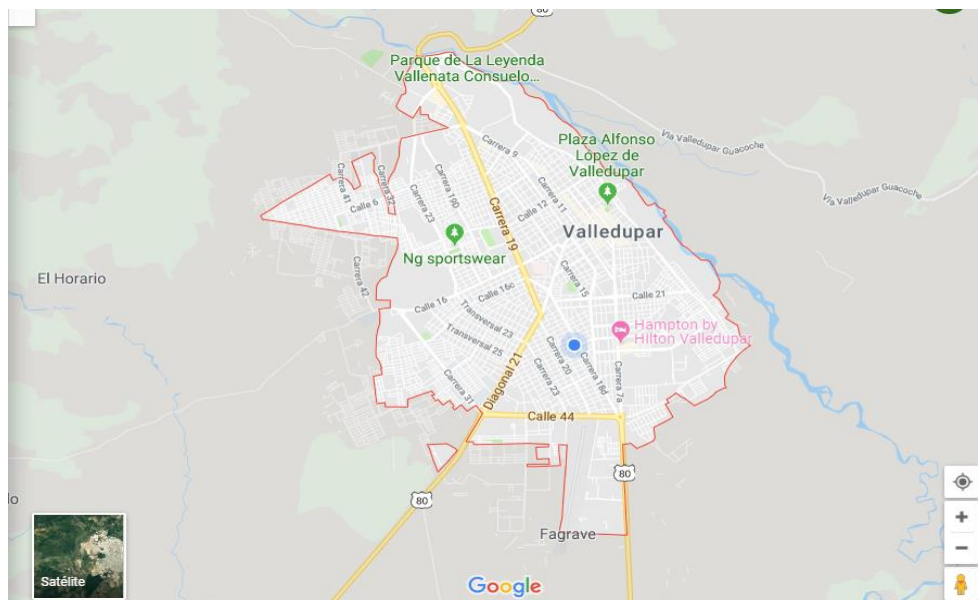 80
Parque de La Leyenda
Vallenata Consuelo...
Vía Valledupar Guacoche
Vía Valledupar Guacoche
Carrera 9
Plaza Alfonso
López de
Valledupar
Carrera 41
Carrera 32
Calle 6
Carrera 19D
Carrera 23
Carrera 11
Calle 12
Carrera 19
Valledupar
Ng sportswear
El Horario
Carrera 42
Calle 16
Calle 16c
Carrera 15
Calle 21
Transversal 23
Transversal 25
Hampton by
Hilton Valledupar
Diagonal 21
Carrera 31
Carrera 20
Carrera 18d
Carrera 23
Carrera 7a
Calle 44
80
80
lo
Fagrave
Satélite
Google